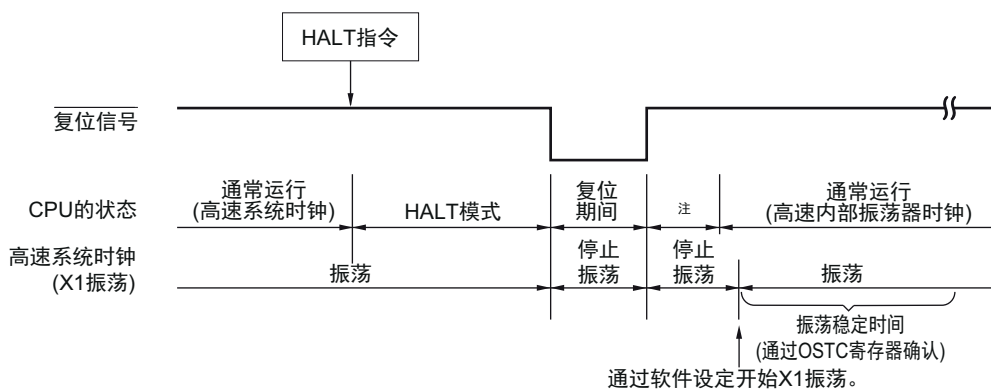 HALT指令
复位信号
通常运行
(高速系统时钟)
HALT模式
复位
期间
注
通常运行
(高速内部振荡器时钟)
CPU的状态
高速系统时钟
(X1振荡)
振荡
停止
振荡
停止
振荡
振荡
振荡稳定时间
(通过OSTC寄存器确认)
通过软件设定开始X1振荡。